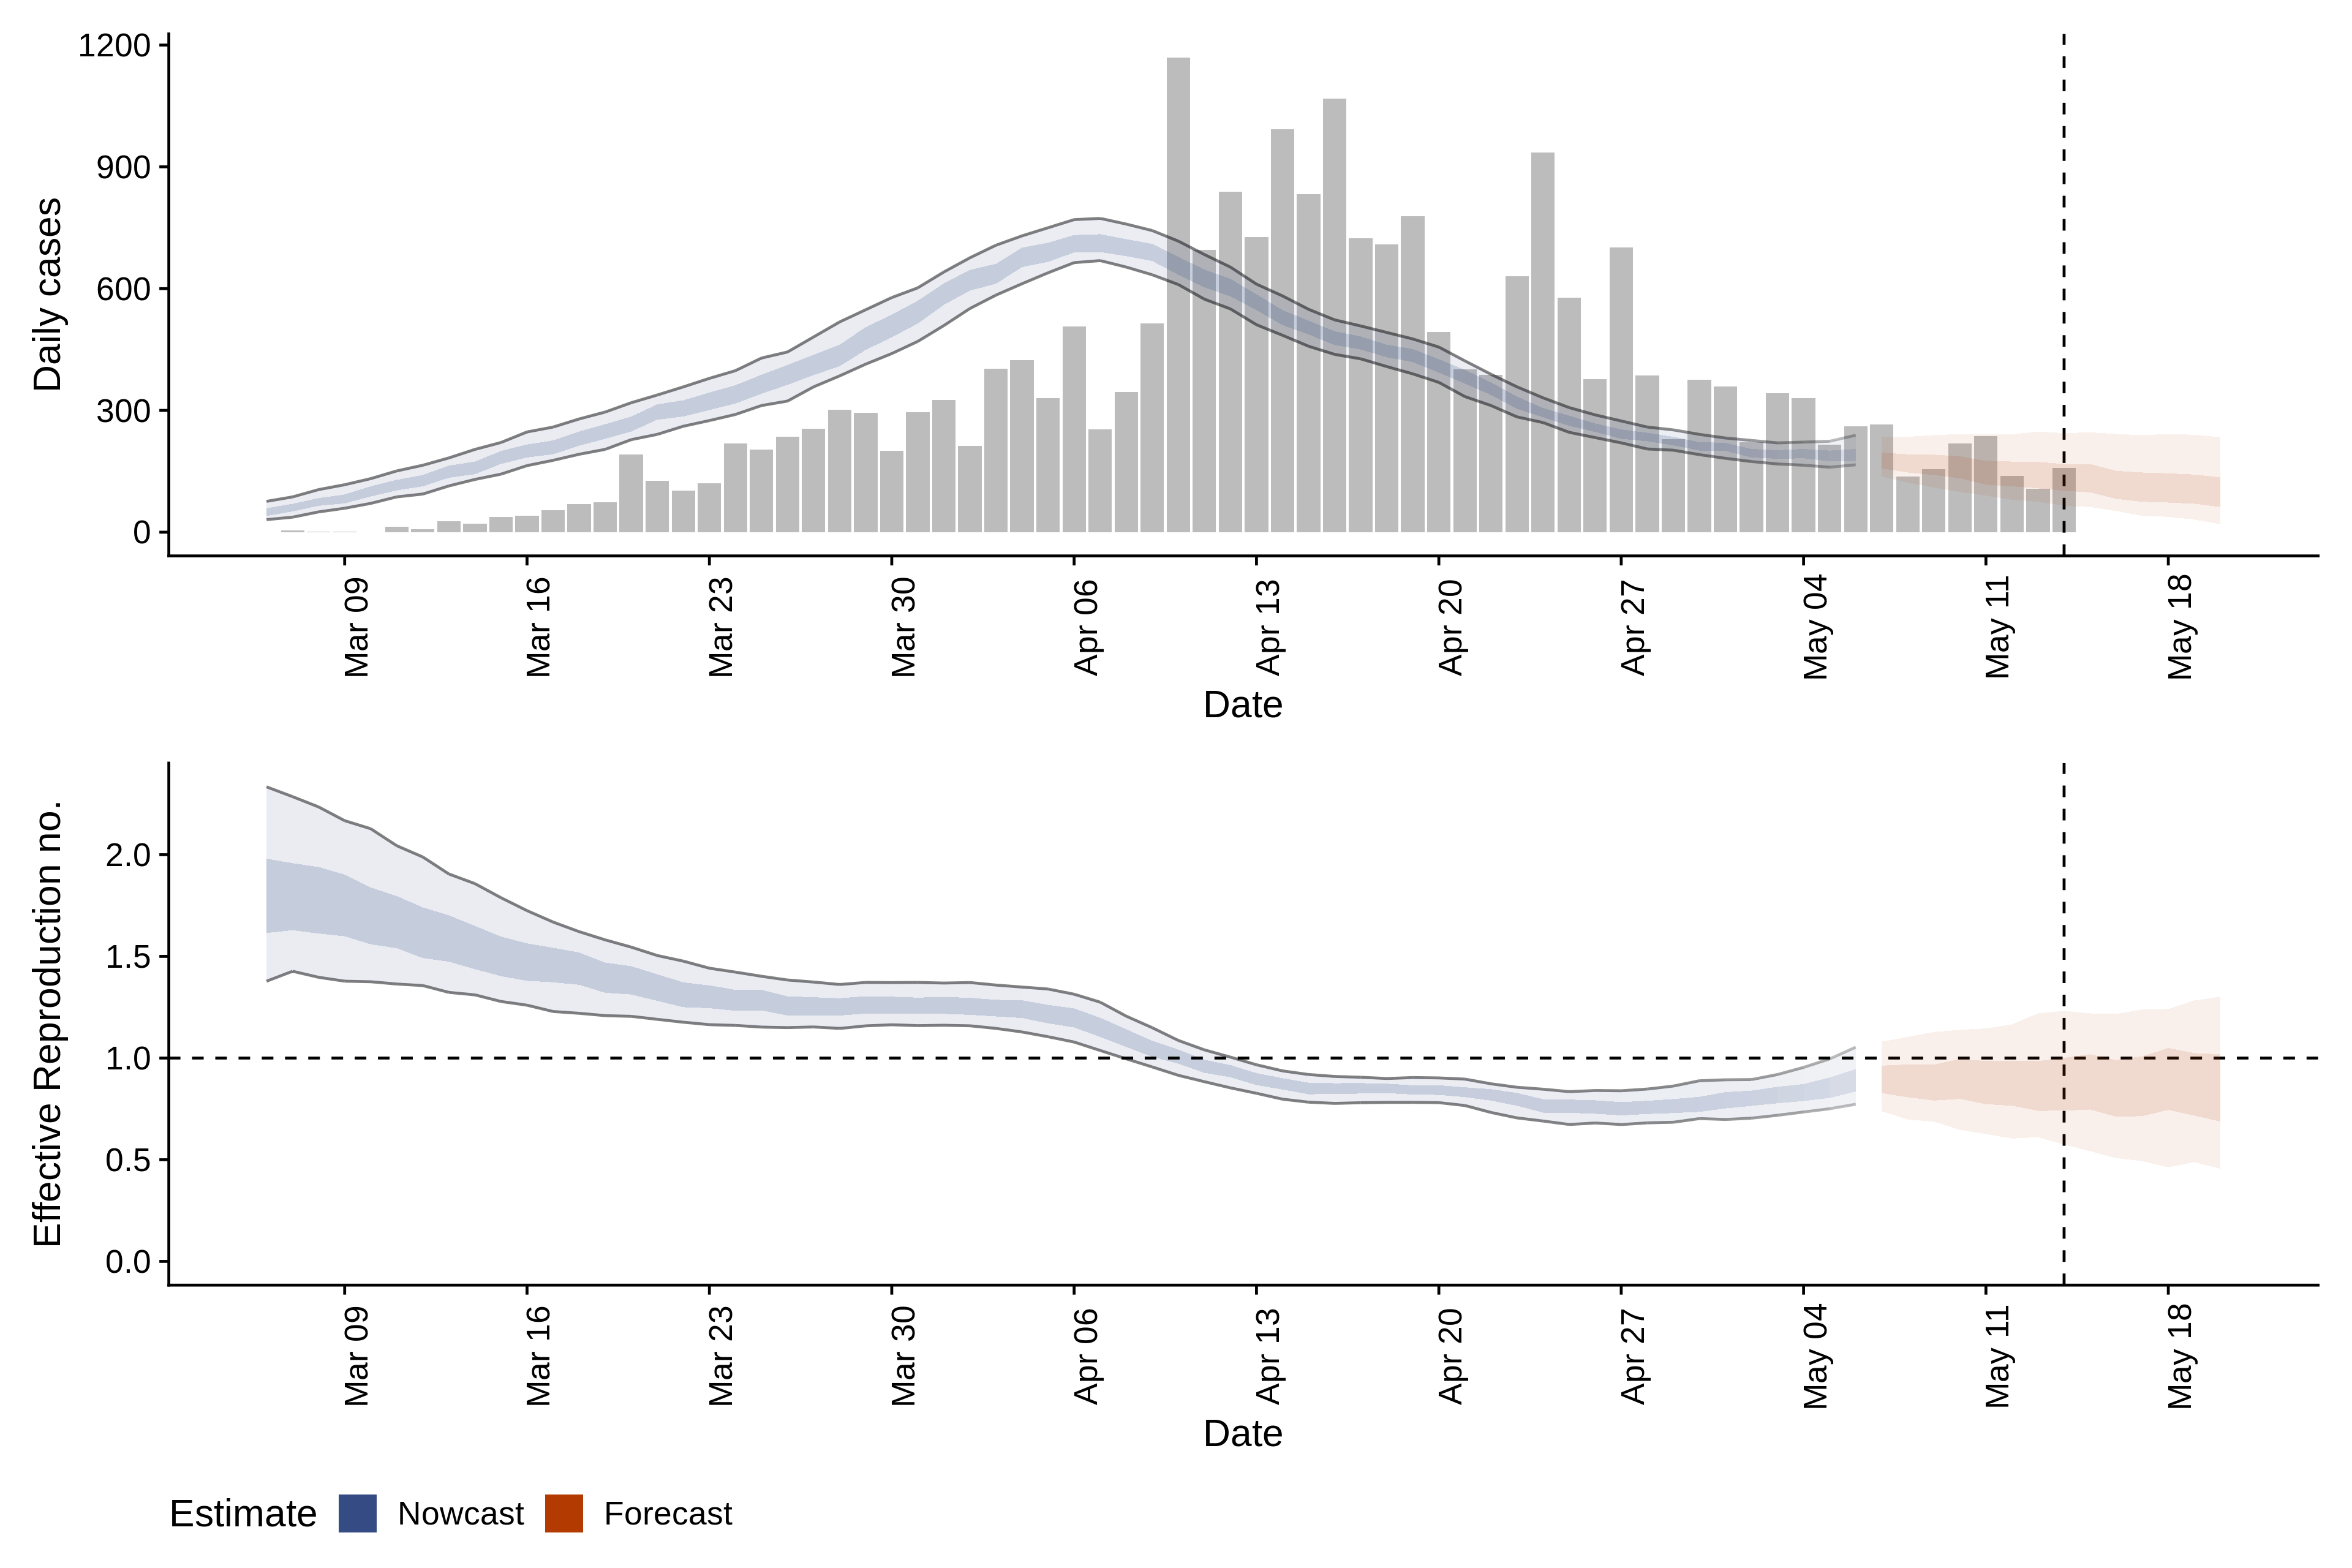 Daily cases
1200
900
600
300
0
Mar 09
Mar 16
Mar 23
Mar 30
Apr 06
Apr 13
Apr 20
Apr 27
May 04
May 11
May 18
Date
Effective Reproduction no.
2.0
1.5
1.0
0.5
0.0
Mar 09
Mar 16
Mar 23
Mar 30
Apr 06
Apr 13
Apr 20
Apr 27
May 04
May 11
May 18
Date
Estimate Nowcast Forecast